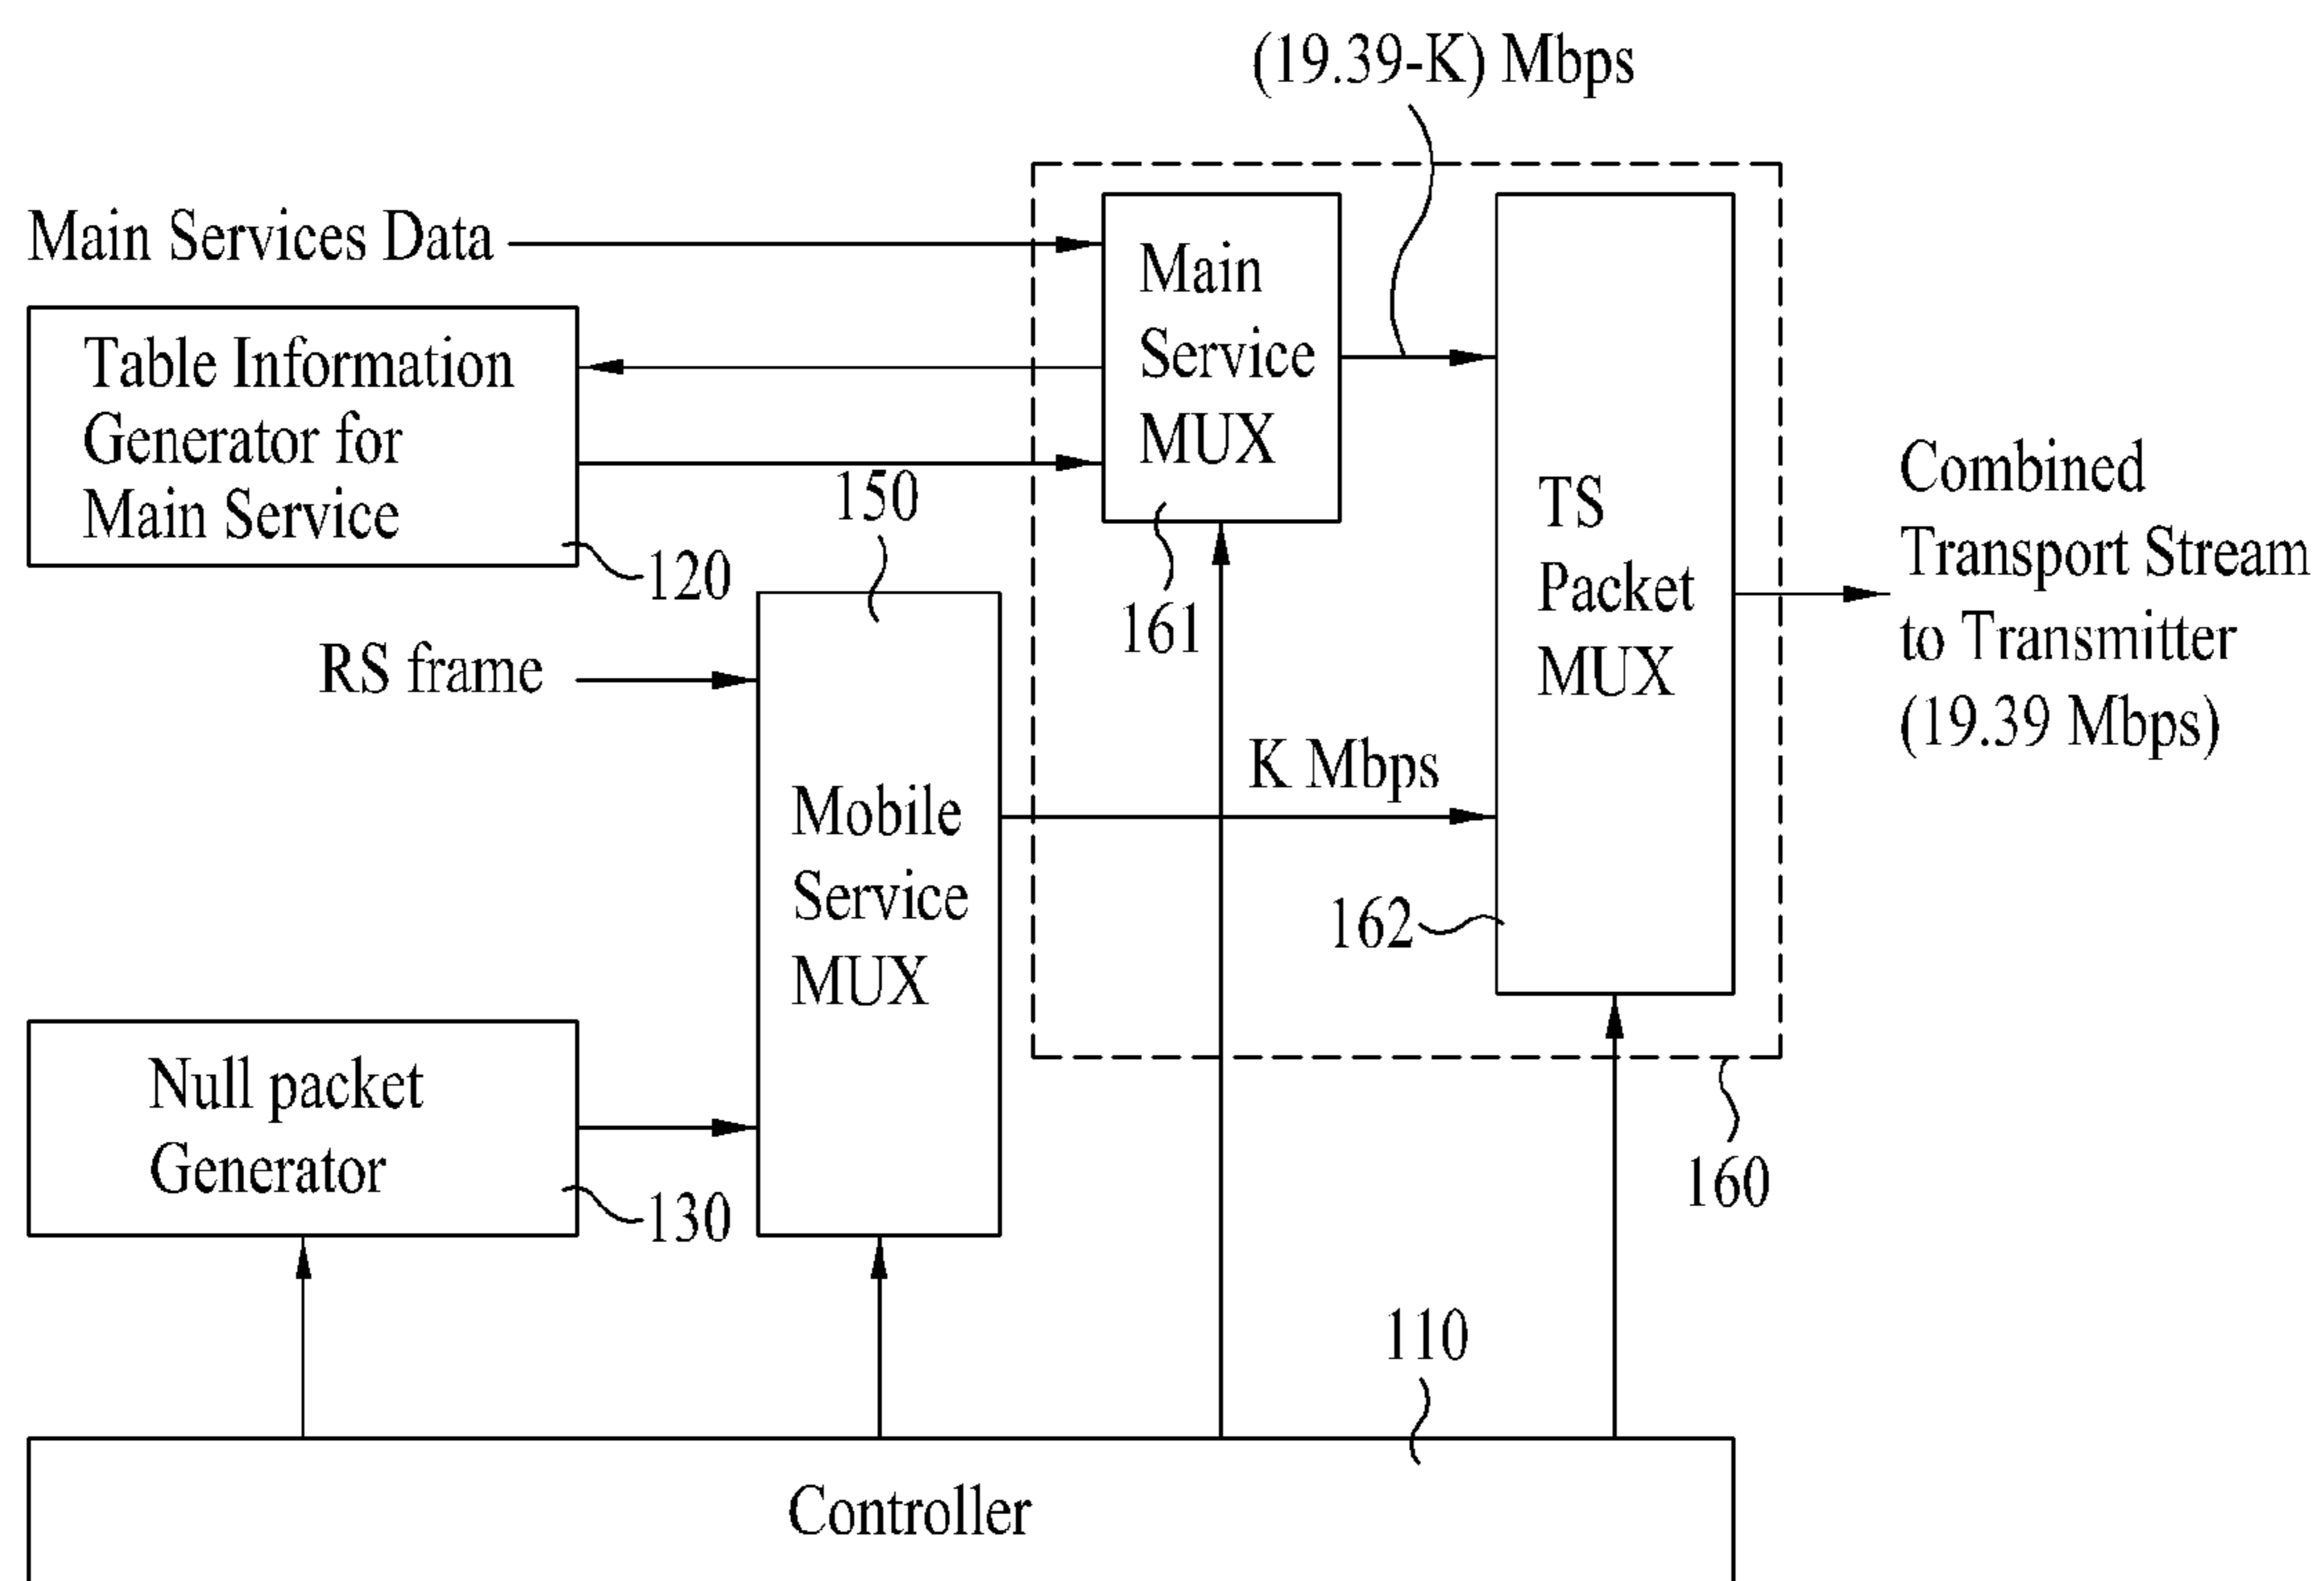 (19.39-K) Mbps
Main Services Data
Main
Service
MUX
Table Information
Generator for
Main Service
120
150
161
TS
Packet
MUX
Combined
Transport Stream
to Transmitter
(19.39 Mbps)
RS frame
K Mbps
Mobile
Service
MUX
162
Null packet
Generator
130
160
110
Controller